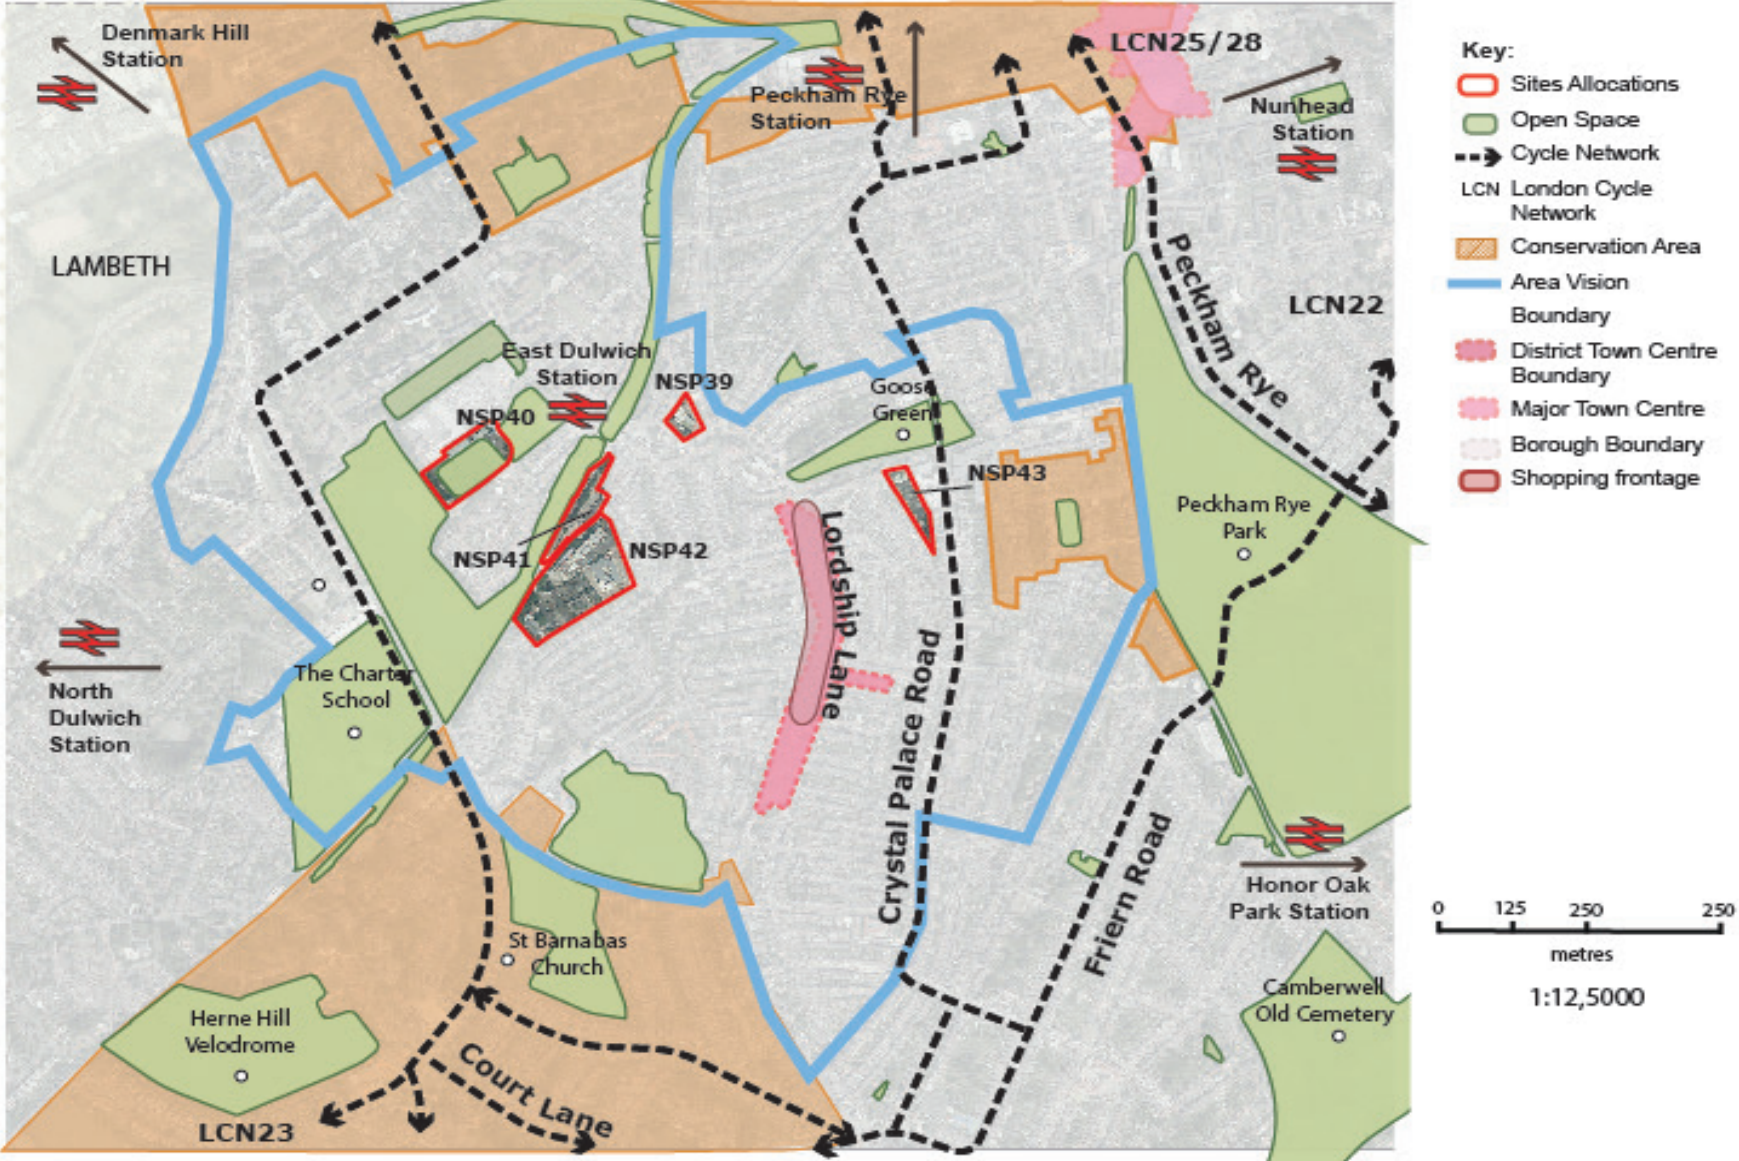 Denmark Hill
Station
LCN25/28
Peckham Rye
Station
Nunhead
Station
LAMBETH
Peckham Rye
LCN22
East Dulwich
Station
NSP39
NSP40
Goose
Green
NSP43
NSP41
NSP42
Peckham Rye
Park
Lordship Lane
North
Dulwich
Station
The Charter
School
Crystal Palace Road
Friern Road
Honor Oak
Park Station
St Barnabas
Church
Herne Hill
Velodrome
Camberwell
Old Cemetery
Court Lane
LCN23
Key:
Sites Allocations
Open Space
Cycle Network
LCN London Cycle
Network
Conservation Area
Area Vision
Boundary
District Town Centre
Boundary
Major Town Centre
Borough Boundary
Shopping frontage
0 125 250 250
metres
1:12,5000